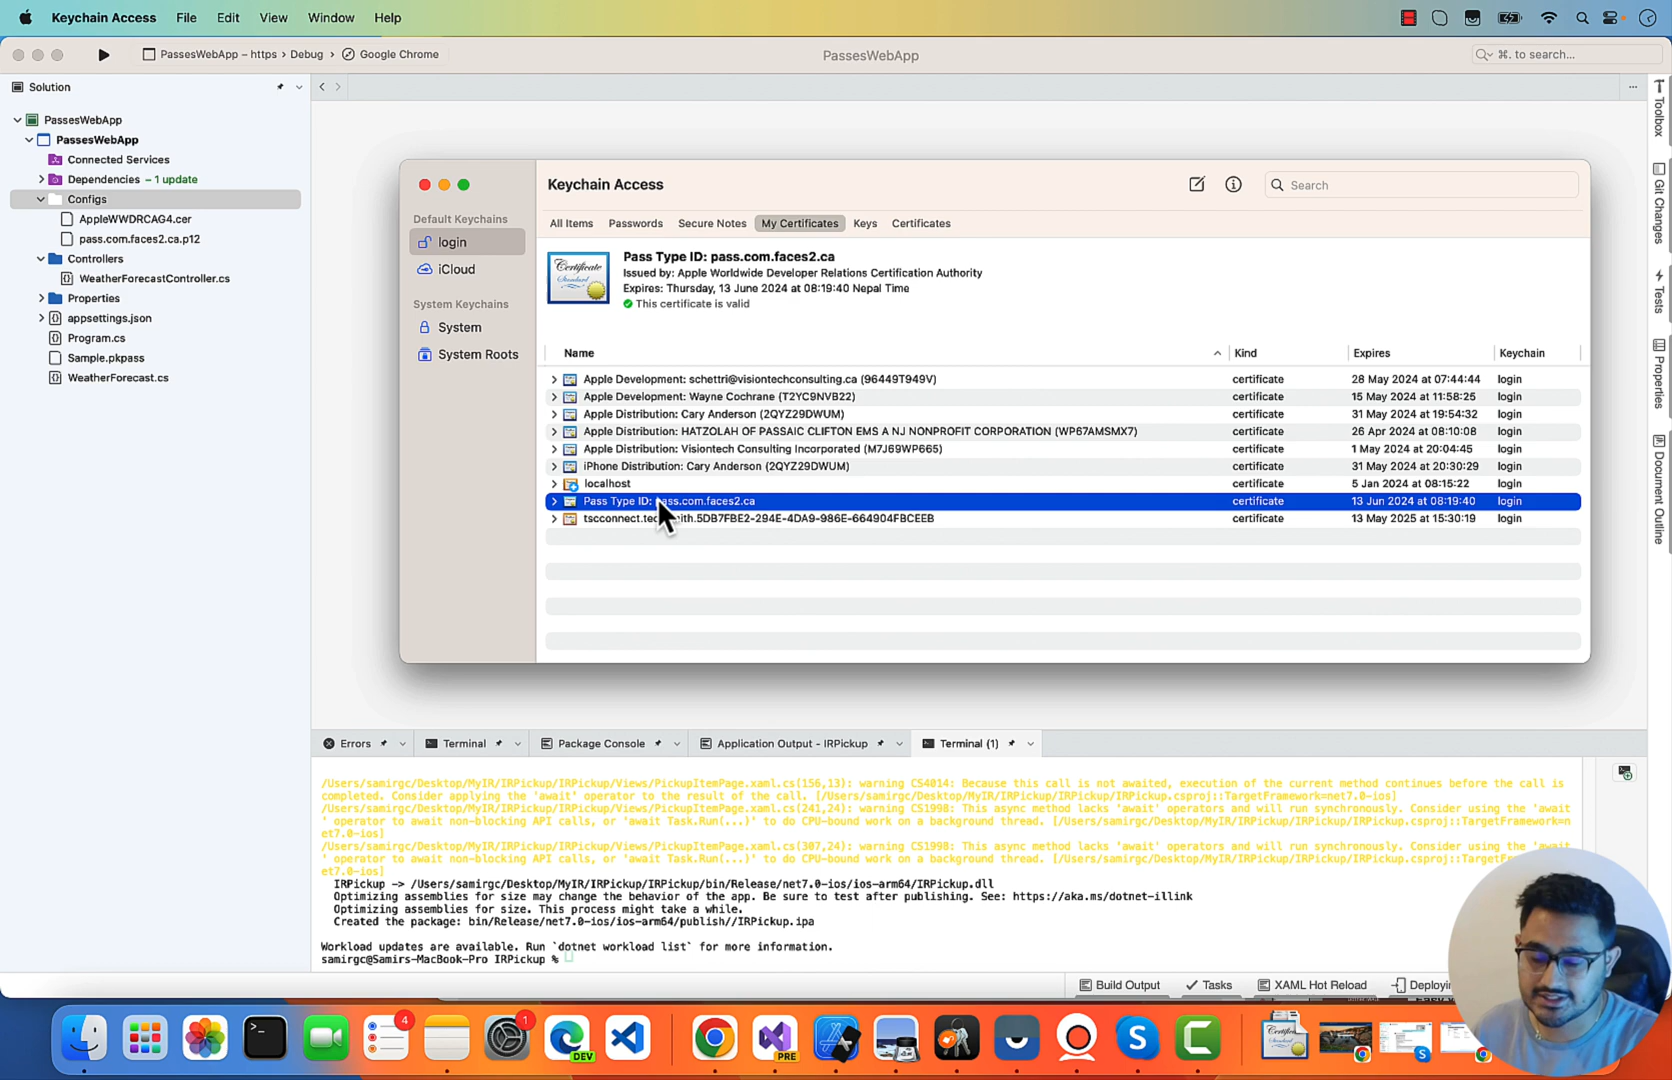 Keychain Access File Edit View Window Help
PassesWebApp – https › Debug › Google Chrome
PassesWebApp
⌘. to search...
Solution
PassesWebApp
PassesWebApp
Connected Services
Dependencies – 1 update
Configs
AppleWWDRCAG4.cer
pass.com.faces2.ca.p12
Controllers
WeatherForecastController.cs
Properties
appsettings.json
Program.cs
Sample.pkpass
WeatherForecast.cs
Default Keychains
login
iCloud
System Keychains
System
System Roots
Keychain Access
Search
All Items Passwords Secure Notes My Certificates Keys Certificates
Certificate
Standard
Pass Type ID: pass.com.faces2.ca
Issued by: Apple Worldwide Developer Relations Certification Authority
Expires: Thursday, 13 June 2024 at 08:19:40 Nepal Time
This certificate is valid
Name Kind Expires Keychain
Apple Development: schettri@visiontechconsulting.ca (96449T949V) certificate 28 May 2024 at 07:44:44 login
Apple Development: Wayne Cochrane (T2YC9NVB22) certificate 15 May 2024 at 11:58:25 login
Apple Distribution: Cary Anderson (2QYZ29DWUM) certificate 31 May 2024 at 19:54:32 login
Apple Distribution: HATZOLAH OF PASSAIC CLIFTON EMS A NJ NONPROFIT CORPORATION (WP67AMSMX7) certificate 26 Apr 2024 at 08:10:08 login
Apple Distribution: Visiontech Consulting Incorporated (M7J69WP665) certificate 1 May 2024 at 20:04:45 login
iPhone Distribution: Cary Anderson (2QYZ29DWUM) certificate 31 May 2024 at 20:30:29 login
localhost certificate 5 Jan 2024 at 08:15:22 login
Pass Type ID: pass.com.faces2.ca certificate 13 Jun 2024 at 08:19:40 login
tscconnect.tec ith.5DB7FBE2-294E-4DA9-986E-664904FBCEEB certificate 13 May 2025 at 15:30:19 login
Toolbox
Git Changes
Tests
Properties
Document Outline
Errors Terminal Package Console Application Output - IRPickup Terminal (1)
/Users/samirgc/Desktop/MyIR/IRPickup/IRPickup/Views/PickupItemPage.xaml.cs(156,13): warning CS4014: Because this call is not awaited, execution of the current method continues before the call is
completed. Consider applying the 'await' operator to the result of the call. [/Users/samirgc/Desktop/MyIR/IRPickup/IRPickup/IRPickup.csproj::TargetFramework=net7.0-ios]
/Users/samirgc/Desktop/MyIR/IRPickup/IRPickup/Views/PickupItemPage.xaml.cs(241,24): warning CS1998: This async method lacks 'await' operators and will run synchronously. Consider using the 'await
' operator to await non-blocking API calls, or 'await Task.Run(...)' to do CPU-bound work on a background thread. [/Users/samirgc/Desktop/MyIR/IRPickup/IRPickup/IRPickup.csproj::TargetFramework=n
et7.0-ios]
/Users/samirgc/Desktop/MyIR/IRPickup/IRPickup/Views/PickupItemPage.xaml.cs(307,24): warning CS1998: This async method lacks 'await' operators and will run synchronously. Consider using the 'await
' operator to await non-blocking API calls, or 'await Task.Run(...)' to do CPU-bound work on a background thread. [/Users/samirgc/Desktop/MyIR/IRPickup/IRPickup/IRPickup.csproj::TargetF
et7.0-ios]
IRPickup -> /Users/samirgc/Desktop/MyIR/IRPickup/IRPickup/bin/Release/net7.0-ios/ios-arm64/IRPickup.dll
Optimizing assemblies for size may change the behavior of the app. Be sure to test after publishing. See: https://aka.ms/dotnet-illink
Optimizing assemblies for size. This process might take a while.
Created the package: bin/Release/net7.0-ios/ios-arm64/publish//IRPickup.ipa
Workload updates are available. Run `dotnet workload list` for more information.
samirgc@Samirs-MacBook-Pro IRPickup %
Build Output Tasks XAML Hot Reload Deployin
4
1
DEV
PRE